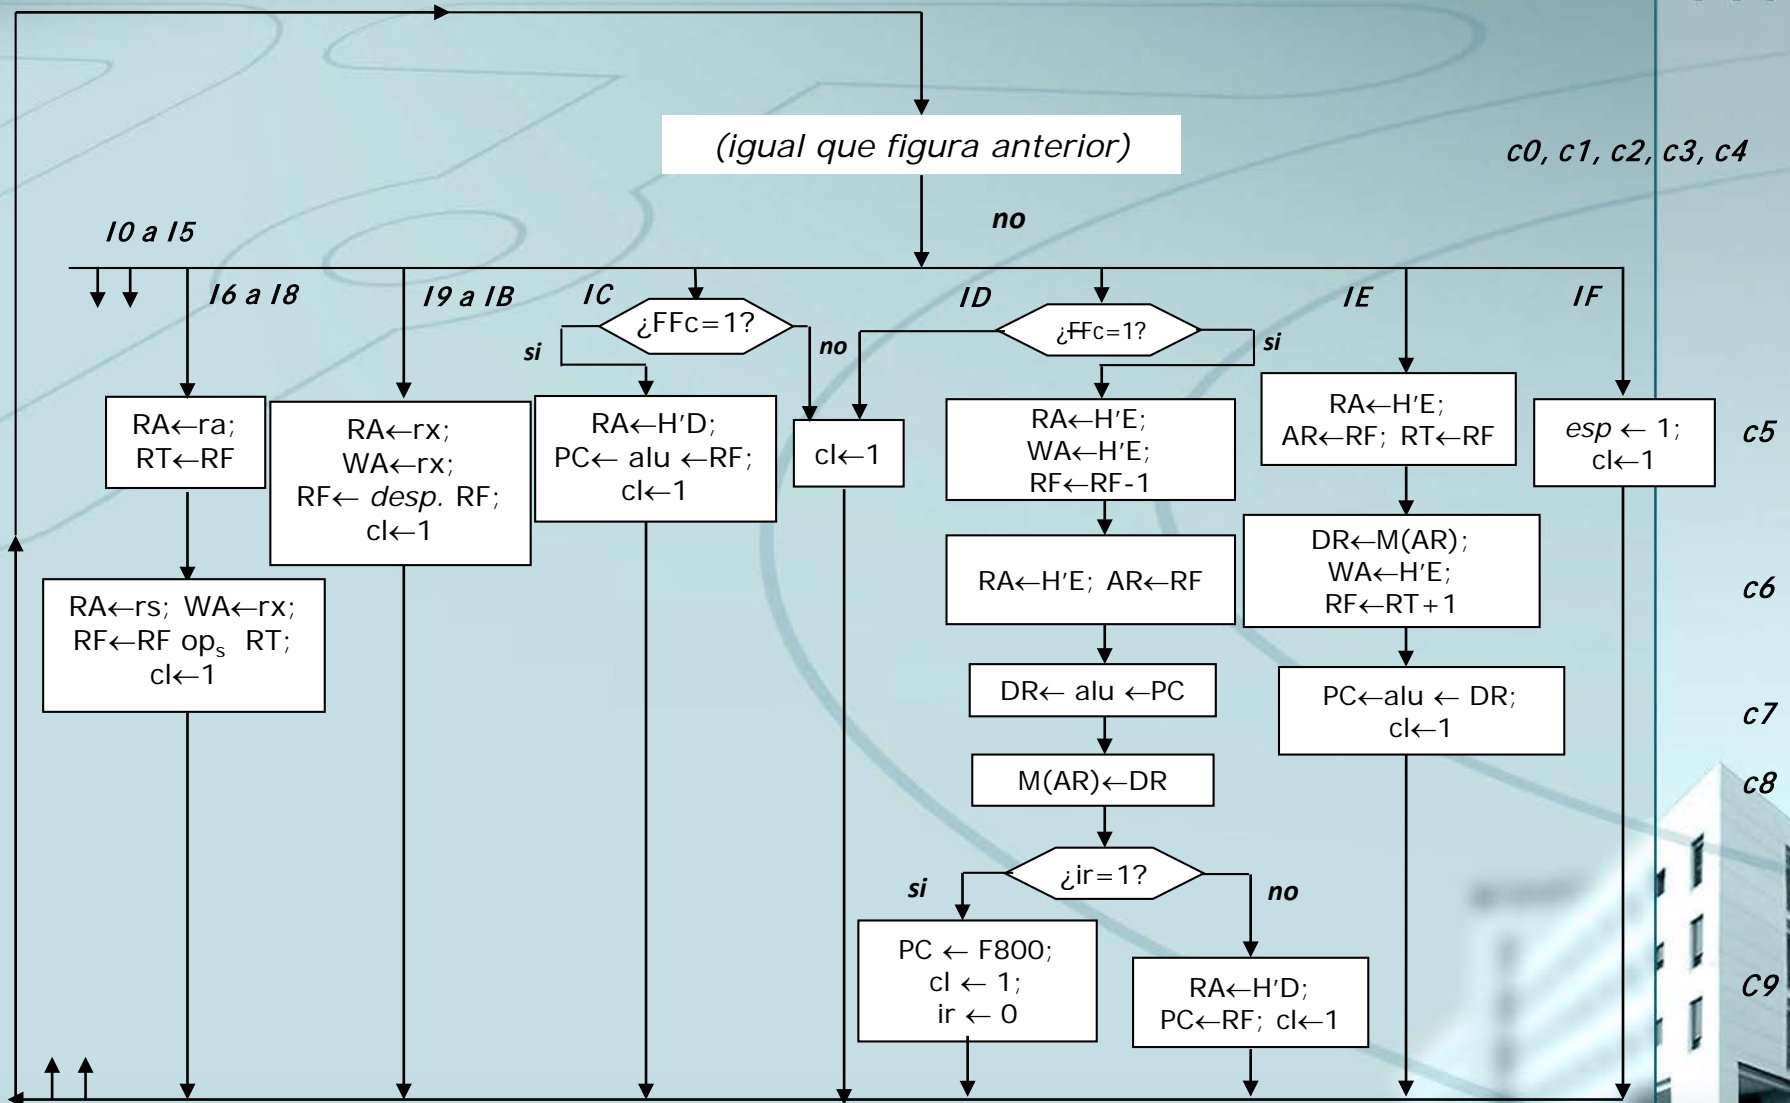 (igual que figura anterior)
c0, c1, c2, c3, c4
no
I0 a I5
I6 a I8
I9 a IB
IC
ID
IE
IF
¿FFc=1?
si
no
¿FFc=1?
si
RA←ra;
RT←RF
RA←rx;
WA←rx;
RF← desp. RF;
cl←1
RA←H'D;
PC← alu ←RF;
cl←1
cl←1
RA←H'E;
WA←H'E;
RF←RF-1
RA←H'E;
AR←RF; RT←RF
esp ← 1;
cl←1
c5
RA←rs; WA←rx;
RF←RF ops RT;
cl←1
RA←H'E; AR←RF
DR←M(AR);
WA←H'E;
RF←RT+1
c6
DR← alu ←PC
PC←alu ← DR;
cl←1
c7
M(AR)←DR
c8
¿ir=1?
si
no
PC ← F800;
cl ← 1;
ir ← 0
RA←H'D;
PC←RF; cl←1
C9